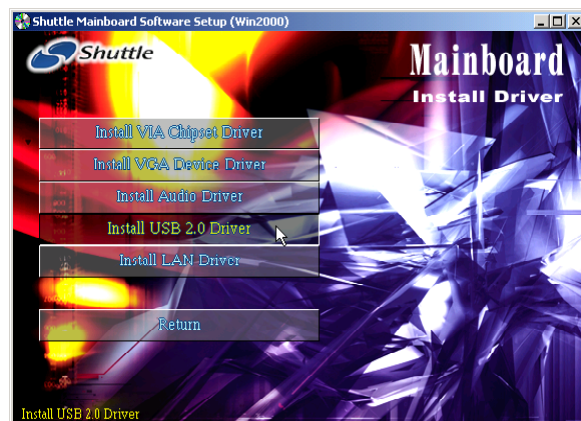 Shuttle Mainboard Software Setup (Win2000)
Shuttle
Mainboard
Install Driver
Install VIA Chipset Driver
Install VGA Device Driver
Install Audio Driver
Install USB 2.0 Driver
Install LAN Driver
Return
Install USB 2.0 Driver